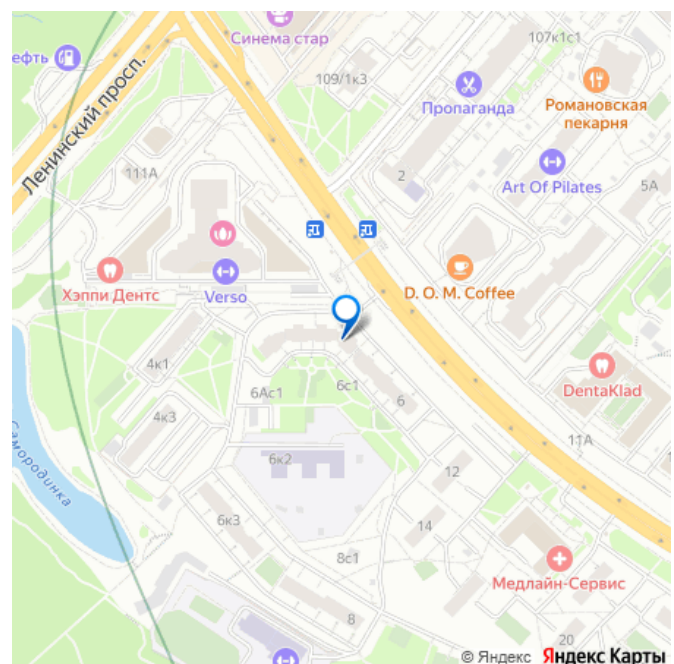 Синема стар
107к1с1
ефть
109/1к3
Пропаганда
Романовская
пекарня
Ленинский просп.
111А
2
Art Of Pilates
5А
Хэппи Дентс
Verso
D. O. M. Coffee
4к1
6Ас1
6с1
6
DentaKlad
4к3
11А
Самородинка
6к2
12
1
6к3
14
8с1
Медлайн-Сервис
8
20
© Яндекс Яндекс Карты